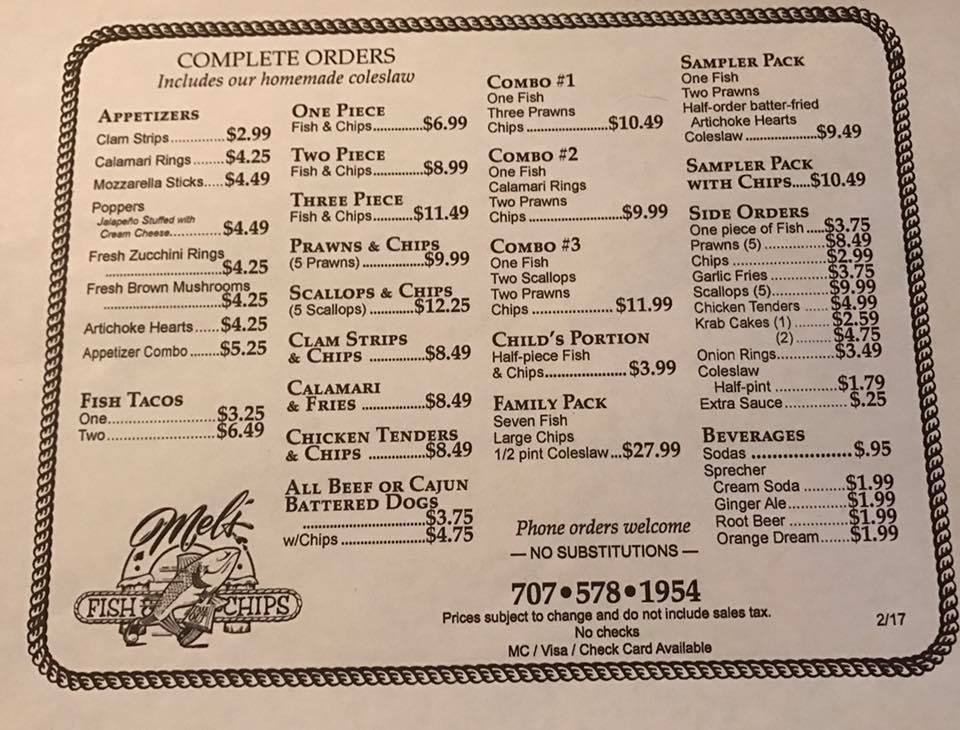 COMPLETE ORDERS
Includes our homemade coleslaw
APPETIZERS
Clam Strips..............$2.99
Calamari Rings.......$4.25
Mozzarella Sticks.....$4.49
Poppers
Jalapeño Stuffed with
Cream Cheese............$4.49
Fresh Zucchini Rings
............................$4.25
Fresh Brown Mushrooms
............................$4.25
Artichoke Hearts......$4.25
Appetizer Combo.......$5.25
FISH TACOS
One.........................$3.25
Two.........................$6.49
ONE PIECE
Fish & Chips.............$6.99
TWO PIECE
Fish & Chips.............$8.99
THREE PIECE
Fish & Chips...........$11.49
PRAWNS & CHIPS
(5 Prawns)...............$9.99
SCALLOPS & CHIPS
(5 Scallops)...........$12.25
CLAM STRIPS
& CHIPS..................$8.49
CALAMARI
& FRIES..................$8.49
CHICKEN TENDERS
& CHIPS..................$8.49
ALL BEEF OR CAJUN
BATTERED DOGS
............................$3.75
w/Chips...................$4.75
COMBO #1
One Fish
Three Prawns
Chips...................$10.49
COMBO #2
One Fish
Calamari Rings
Two Prawns
Chips............................$9.99
COMBO #3
One Fish
Two Scallops
Two Prawns
Chips.....................$11.99
CHILD'S PORTION
Half-piece Fish
& Chips.....................$3.99
FAMILY PACK
Seven Fish
Large Chips
1/2 pint Coleslaw...$27.99
SAMPLER PACK
One Fish
Two Prawns
Half-order batter-fried
Artichoke Hearts
Coleslaw....................$9.49
SAMPLER PACK
WITH CHIPS.....$10.49
SIDE ORDERS
One piece of Fish.....$3.75
Prawns (5)...............$8.49
Chips.......................$2.99
Garlic Fries..............$3.75
Scallops (5).............$9.99
Chicken Tenders......$4.99
Krab Cakes (1).........$2.59
(2)..........$4.75
Onion Rings.............$3.49
Coleslaw
Half-pint...............$1.79
Extra Sauce...............$.25
BEVERAGES
Sodas......................$.95
Sprecher
Cream Soda..........$1.99
Ginger Ale.............$1.99
Root Beer.............$1.99
Orange Dream......$1.99
Mel's
FISH & CHIPS
Phone orders welcome
— NO SUBSTITUTIONS —
707•578•1954
Prices subject to change and do not include sales tax.
No checks
MC / Visa / Check Card Available
2/17